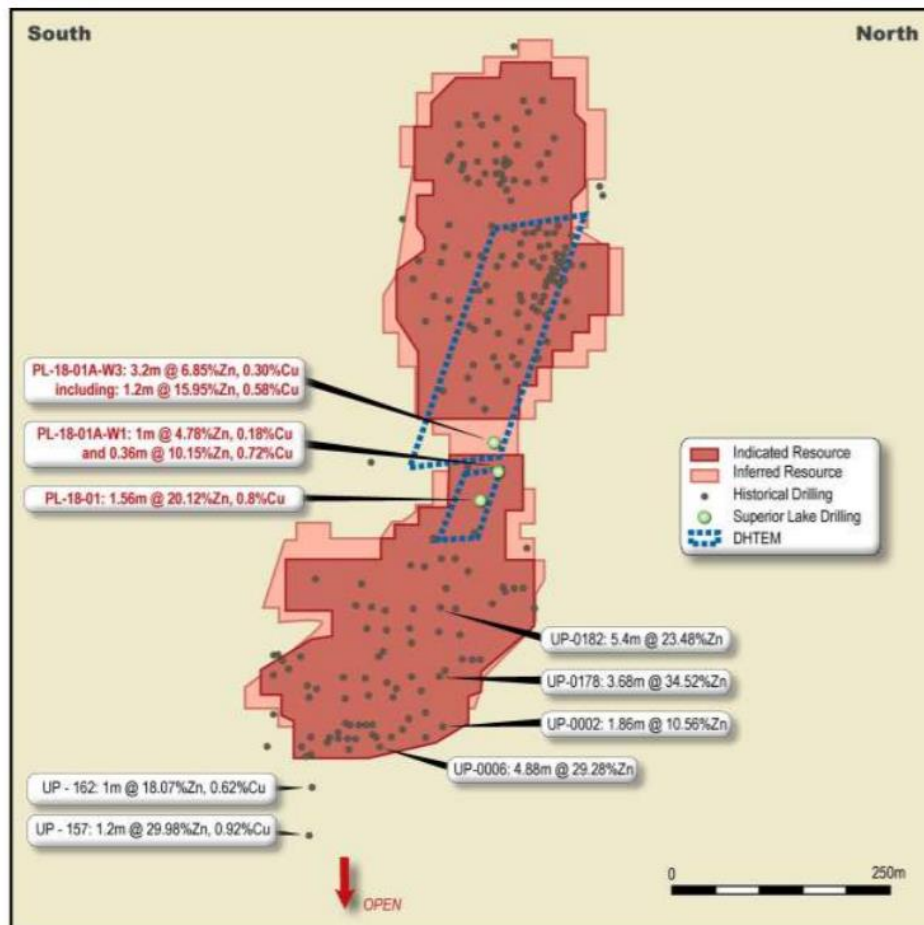 South
North
PL-18-01A-W3: 3.2m @ 6.85%Zn, 0.30%Cu
including: 1.2m @ 15.95%Zn, 0.58%Cu
PL-18-01A-W1: 1m @ 4.78%Zn, 0.18%Cu
and 0.36m @ 10.15%Zn, 0.72%Cu
PL-18-01: 1.56m @ 20.12%Zn, 0.8%Cu
Indicated Resource
Inferred Resource
Historical Drilling
Superior Lake Drilling
DHTEM
UP-0182: 5.4m @ 23.48%Zn
UP-0178: 3.68m @ 34.52%Zn
UP-0002: 1.86m @ 10.56%Zn
UP-0006: 4.88m @ 29.28%Zn
UP - 162: 1m @ 18.07%Zn, 0.62%Cu
UP - 157: 1.2m @ 29.98%Zn, 0.92%Cu
OPEN
0
250m